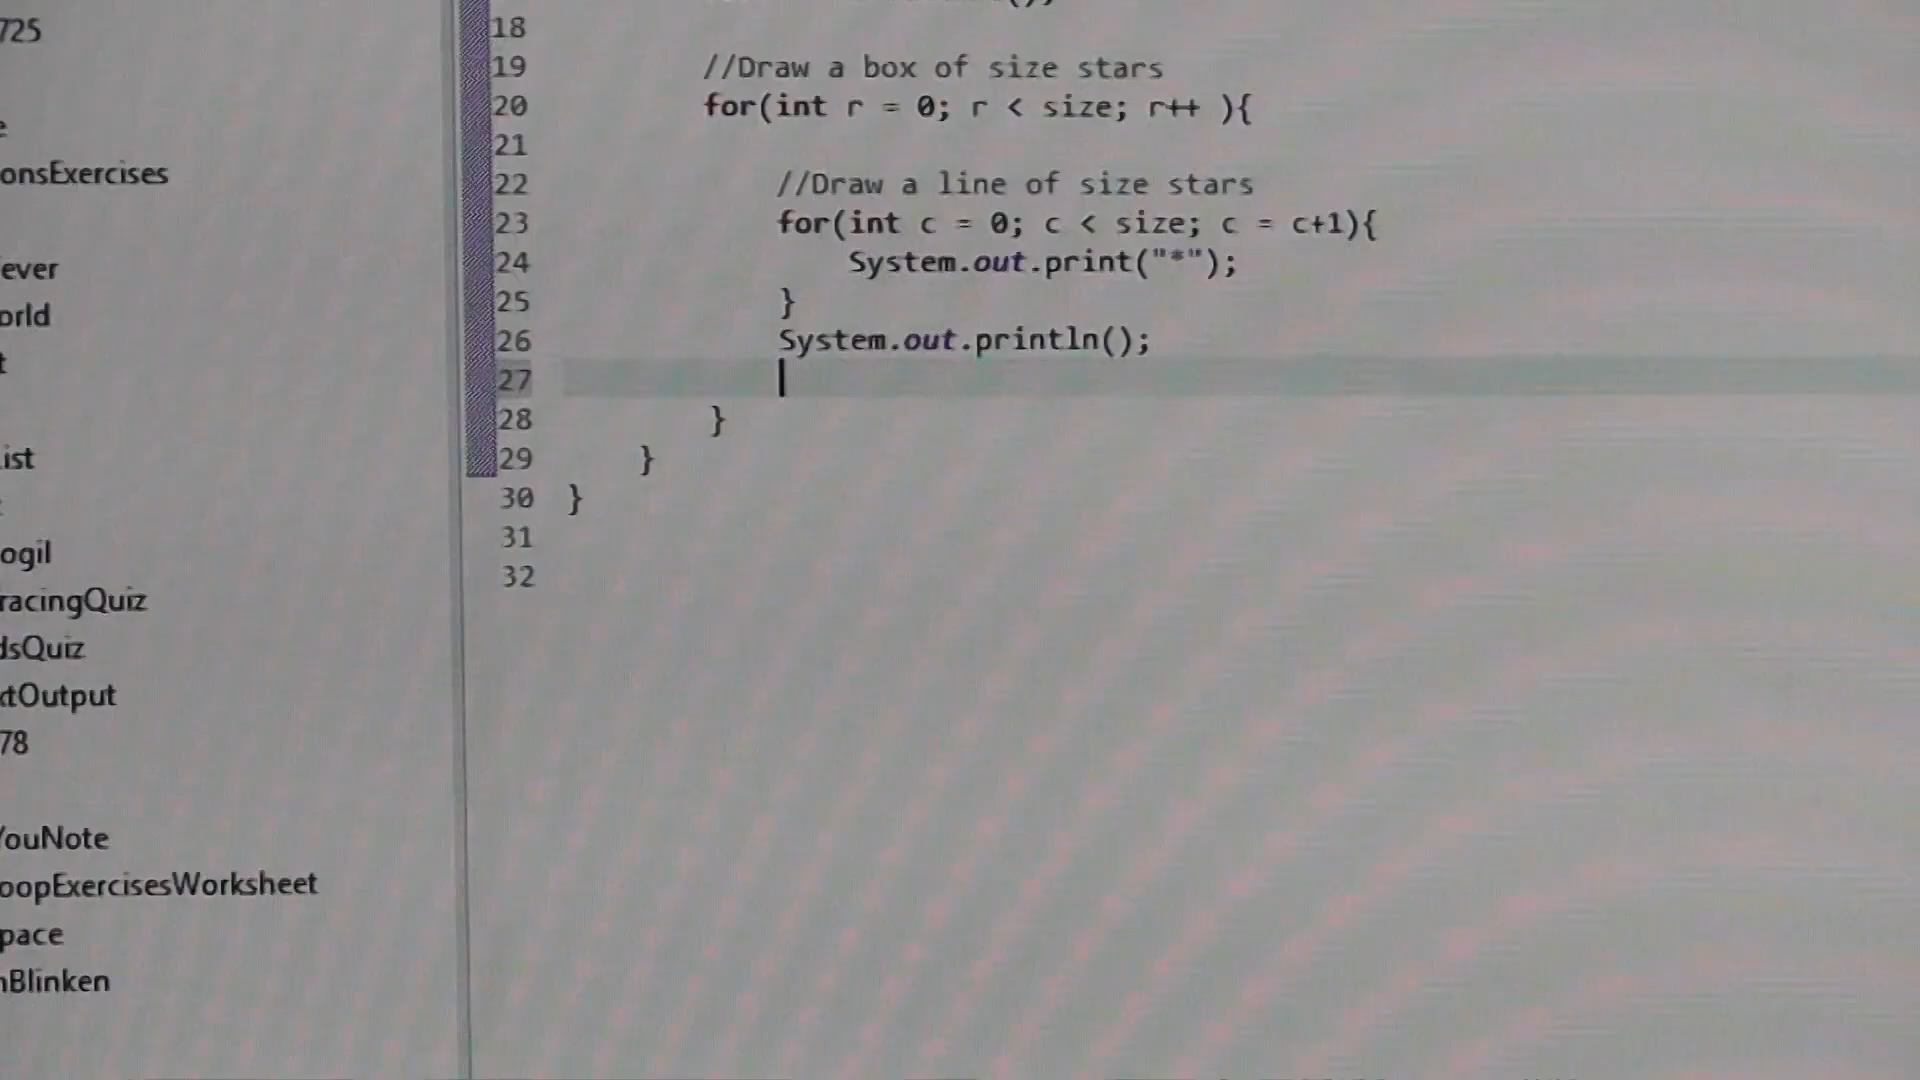 725
e
onsExercises
ever
orld
t
ist
ogil
racingQuiz
dsQuiz
xtOutput
78
YouNote
oopExercisesWorksheet
pace
nBlinken
18
19 //Draw a box of size stars
20 for(int r = 0; r < size; r++ ){
21
22 //Draw a line of size stars
23 for(int c = 0; c < size; c = c+1){
24 System.out.print("*");
25 }
26 System.out.println();
27
28 }
29 }
30 }
31
32